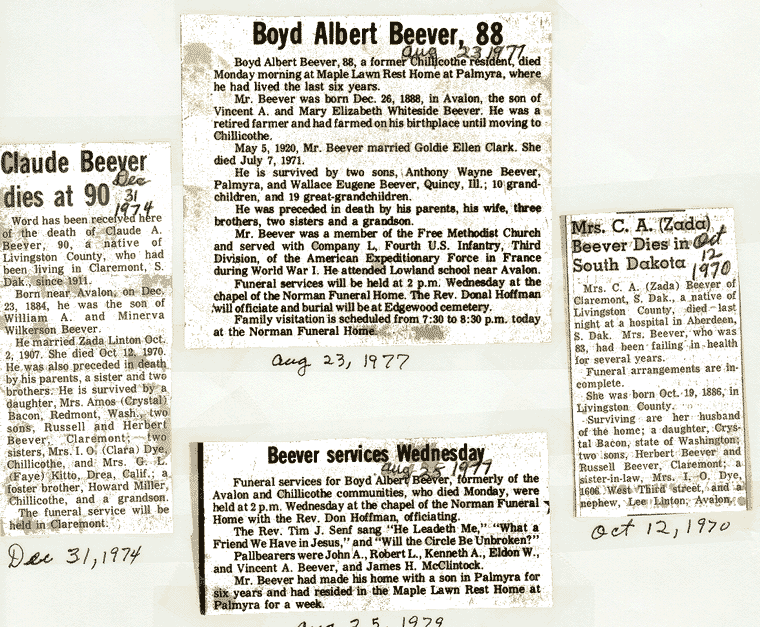 Claude Beever
dies at 90
Dec
31
1974
Word has been received here
of the death of Claude A.
Beever, 90, a native of
Livingston County, who had
been living in Claremont, S.
Dak., since 1911.
Born near Avalon, on Dec.
23, 1884, he was the son of
William A. and Minerva
Wilkerson Beever.
He married Zada Linton Oct.
2, 1907. She died Oct. 12, 1970.
He was also preceded in death
by his parents, a sister and two
brothers. He is survived by a
daughter, Mrs. Amos (Crystal)
Bacon, Redmont, Wash., two
sons, Russell and Herbert
Beever, Claremont; two
sisters, Mrs. I. O. (Clara) Dye,
Chillicothe, and Mrs. G. L.
(Faye) Kitto, Drea, Calif.; a
foster brother, Howard Miller,
Chillicothe, and a grandson.
The funeral service will be
held in Claremont.
Dec 31, 1974
Boyd Albert Beever, 88
Aug 23 1977
Boyd Albert Beever, 88, a former Chillicothe resident, died
Monday morning at Maple Lawn Rest Home at Palmyra, where
he had lived the last six years.
Mr. Beever was born Dec. 26, 1888, in Avalon, the son of
Vincent A. and Mary Elizabeth Whiteside Beever. He was a
retired farmer and had farmed on his birthplace until moving to
Chillicothe.
May 5, 1920, Mr. Beever married Goldie Ellen Clark. She
died July 7, 1971.
He is survived by two sons, Anthony Wayne Beever,
Palmyra, and Wallace Eugene Beever, Quincy, Ill.; 10 grand-
children, and 19 great-grandchildren.
He was preceded in death by his parents, his wife, three
brothers, two sisters and a grandson.
Mr. Beever was a member of the Free Methodist Church
and served with Company L, Fourth U.S. Infantry, Third
Division, of the American Expeditionary Force in France
during World War I. He attended Lowland school near Avalon.
Funeral services will be held at 2 p.m. Wednesday at the
chapel of the Norman Funeral Home. The Rev. Donal Hoffman
will officiate and burial will be at Edgewood cemetery.
Family visitation is scheduled from 7:30 to 8:30 p.m. today
at the Norman Funeral Home.
Aug 23, 1977
Beever services Wednesday
Aug 25 1977
Funeral services for Boyd Albert Beever, formerly of the
Avalon and Chillicothe communities, who died Monday, were
held at 2 p.m. Wednesday at the chapel of the Norman Funeral
Home with the Rev. Don Hoffman, officiating.
The Rev. Tim J. Senf sang "He Leadeth Me," "What a
Friend We Have in Jesus," and "Will the Circle Be Unbroken?"
Pallbearers were John A., Robert L., Kenneth A., Eldon W.,
and Vincent A. Beever, and James H. McClintock.
Mr. Beever had made his home with a son in Palmyra for
six years and had resided in the Maple Lawn Rest Home at
Palmyra for a week.
Mrs. C. A. (Zada)
Beever Dies in
South Dakota
Oct
12
1970
Mrs. C. A. (Zada) Beever of
Claremont, S. Dak., a native of
Livingston County, died last
night at a hospital in Aberdeen,
S. Dak. Mrs. Beever, who was
83, had been failing in health
for several years.
Funeral arrangements are in-
complete.
She was born Oct. 19, 1886, in
Livingston County.
Surviving are her husband
of the home; a daughter, Crys-
tal Bacon, state of Washington;
two sons, Herbert Beever and
Russell Beever, Claremont; a
sister-in-law, Mrs. I. O. Dye,
1606 West Third street, and a
nephew, Lee Linton, Avalon.
Oct 12, 1970